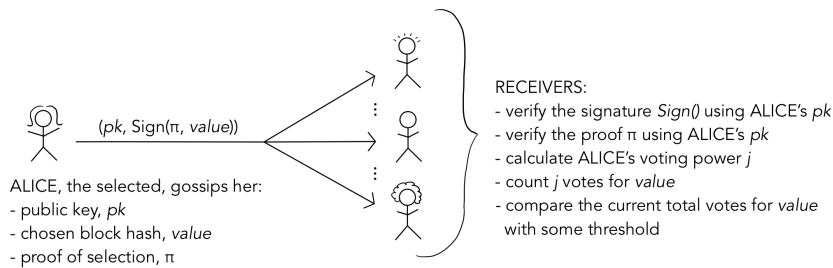 (pk, Sign(π, value))
ALICE, the selected, gossips her:
- public key, pk
- chosen block hash, value
- proof of selection, π
RECEIVERS:
- verify the signature Sign() using ALICE's pk
- verify the proof π using ALICE's pk
- calculate ALICE's voting power j
- count j votes for value
- compare the current total votes for value
with some threshold